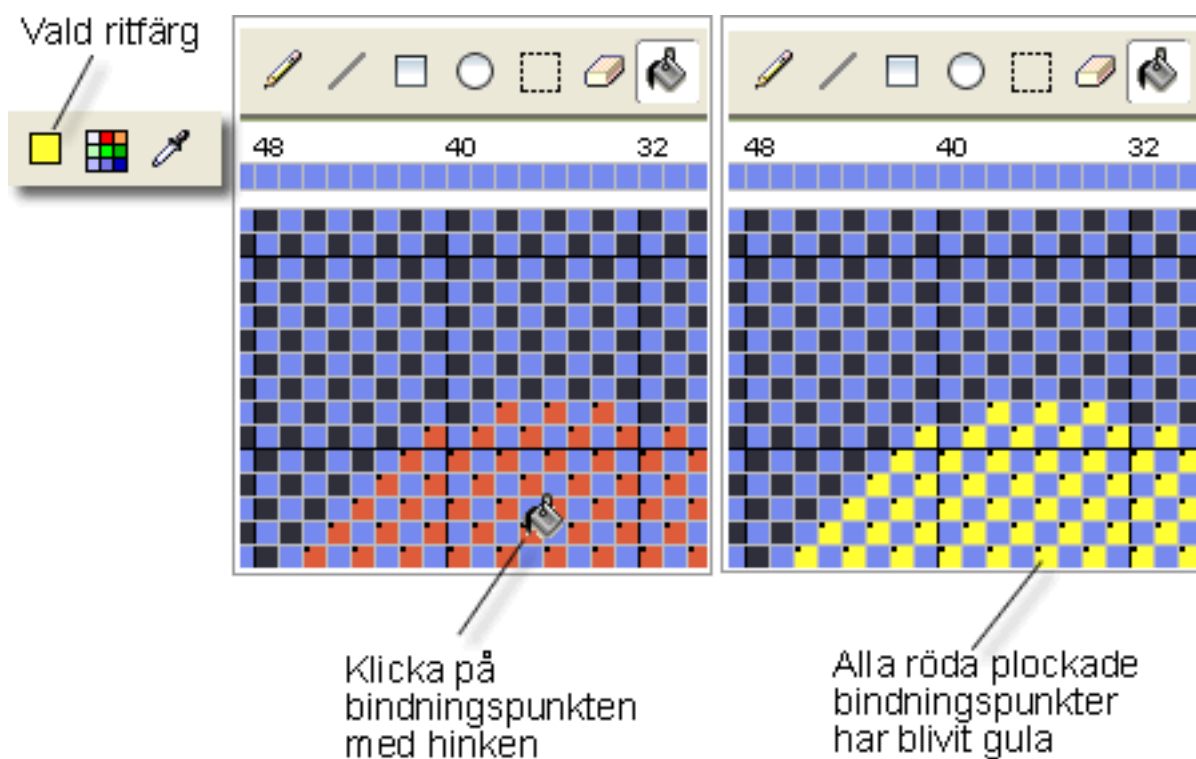 Vald ritfärg
48 40 32
48 40 32
Klicka på
bindningspunkten
med hinken
Alla röda plockade
bindningspunkter
har blivit gula